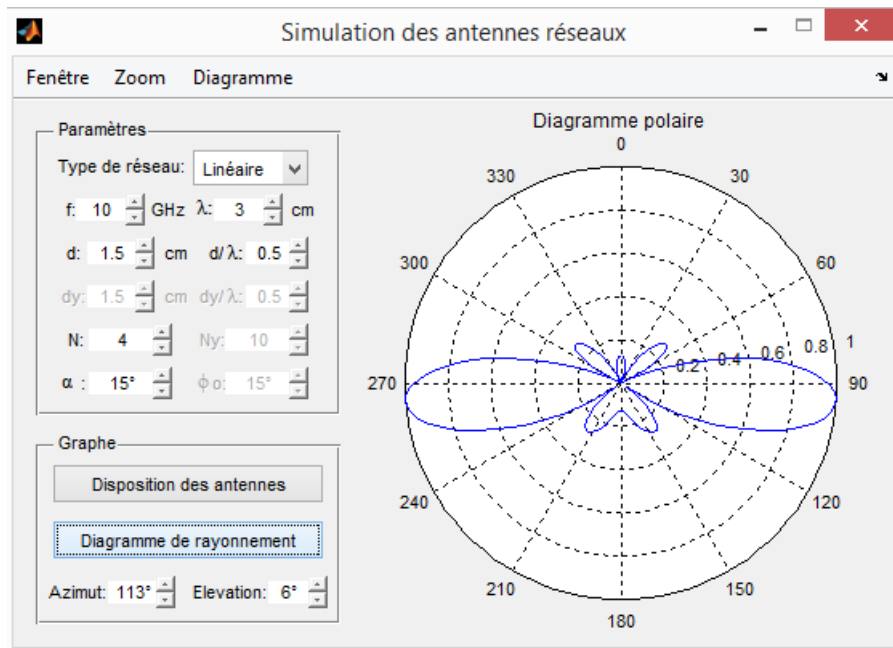 Simulation des antennes réseaux
Fenêtre Zoom Diagramme
Paramètres
Type de réseau: Linéaire
f: 10 GHz λ: 3 cm
d: 1.5 cm d/λ: 0.5
dy: 1.5 cm dy/λ: 0.5
N: 4 Ny: 10
α : 15° ϕo: 15°
Graphe
Disposition des antennes
Diagramme de rayonnement
Azimut: 113° Elevation: 6°
Diagramme polaire
0
330 30
300 60
0.2 0.4 0.6 0.8 1
270 90
240 120
210 150
180